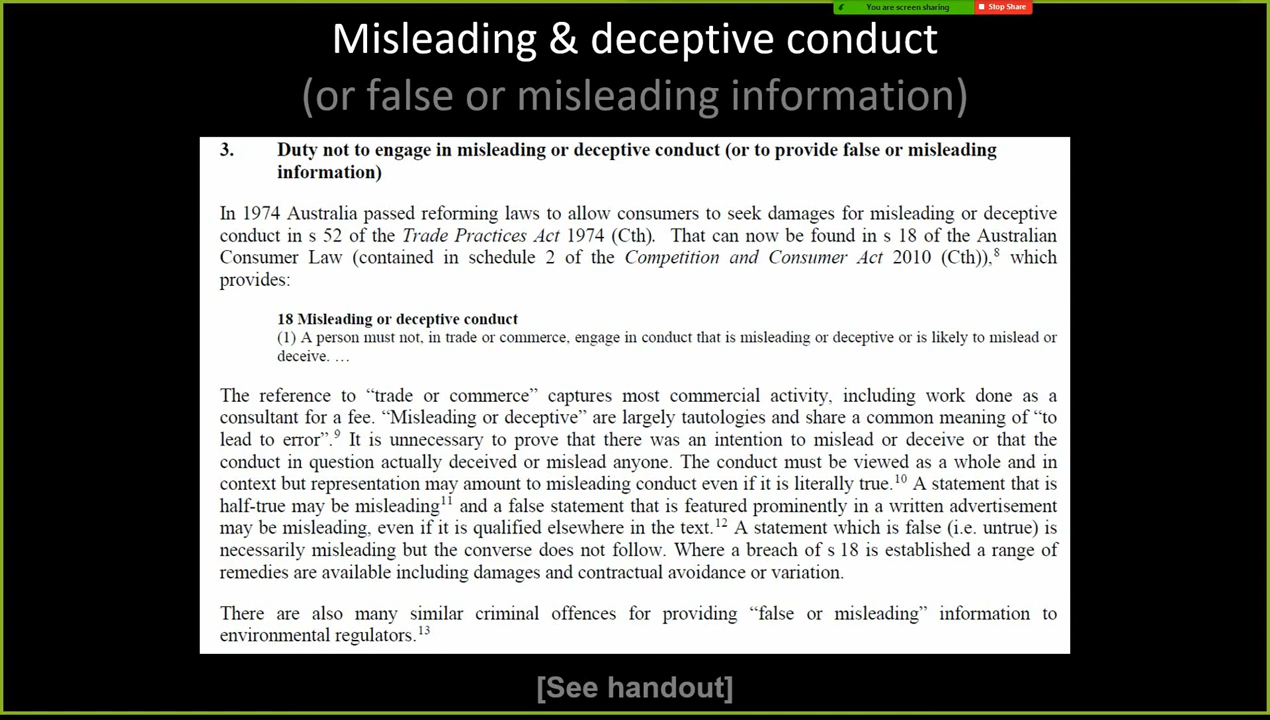 You are screen sharing
Stop Share
Misleading & deceptive conduct
(or false or misleading information)
3. Duty not to engage in misleading or deceptive conduct (or to provide false or misleading
information)
In 1974 Australia passed reforming laws to allow consumers to seek damages for misleading or deceptive
conduct in s 52 of the Trade Practices Act 1974 (Cth). That can now be found in s 18 of the Australian
Consumer Law (contained in schedule 2 of the Competition and Consumer Act 2010 (Cth)),8 which
provides:
18 Misleading or deceptive conduct
(1) A person must not, in trade or commerce, engage in conduct that is misleading or deceptive or is likely to mislead or
deceive. …
The reference to “trade or commerce” captures most commercial activity, including work done as a
consultant for a fee. “Misleading or deceptive” are largely tautologies and share a common meaning of “to
lead to error”.9 It is unnecessary to prove that there was an intention to mislead or deceive or that the
conduct in question actually deceived or mislead anyone. The conduct must be viewed as a whole and in
context but representation may amount to misleading conduct even if it is literally true.10 A statement that is
half-true may be misleading11 and a false statement that is featured prominently in a written advertisement
may be misleading, even if it is qualified elsewhere in the text.12 A statement which is false (i.e. untrue) is
necessarily misleading but the converse does not follow. Where a breach of s 18 is established a range of
remedies are available including damages and contractual avoidance or variation.
There are also many similar criminal offences for providing “false or misleading” information to
environmental regulators.13
[See handout]